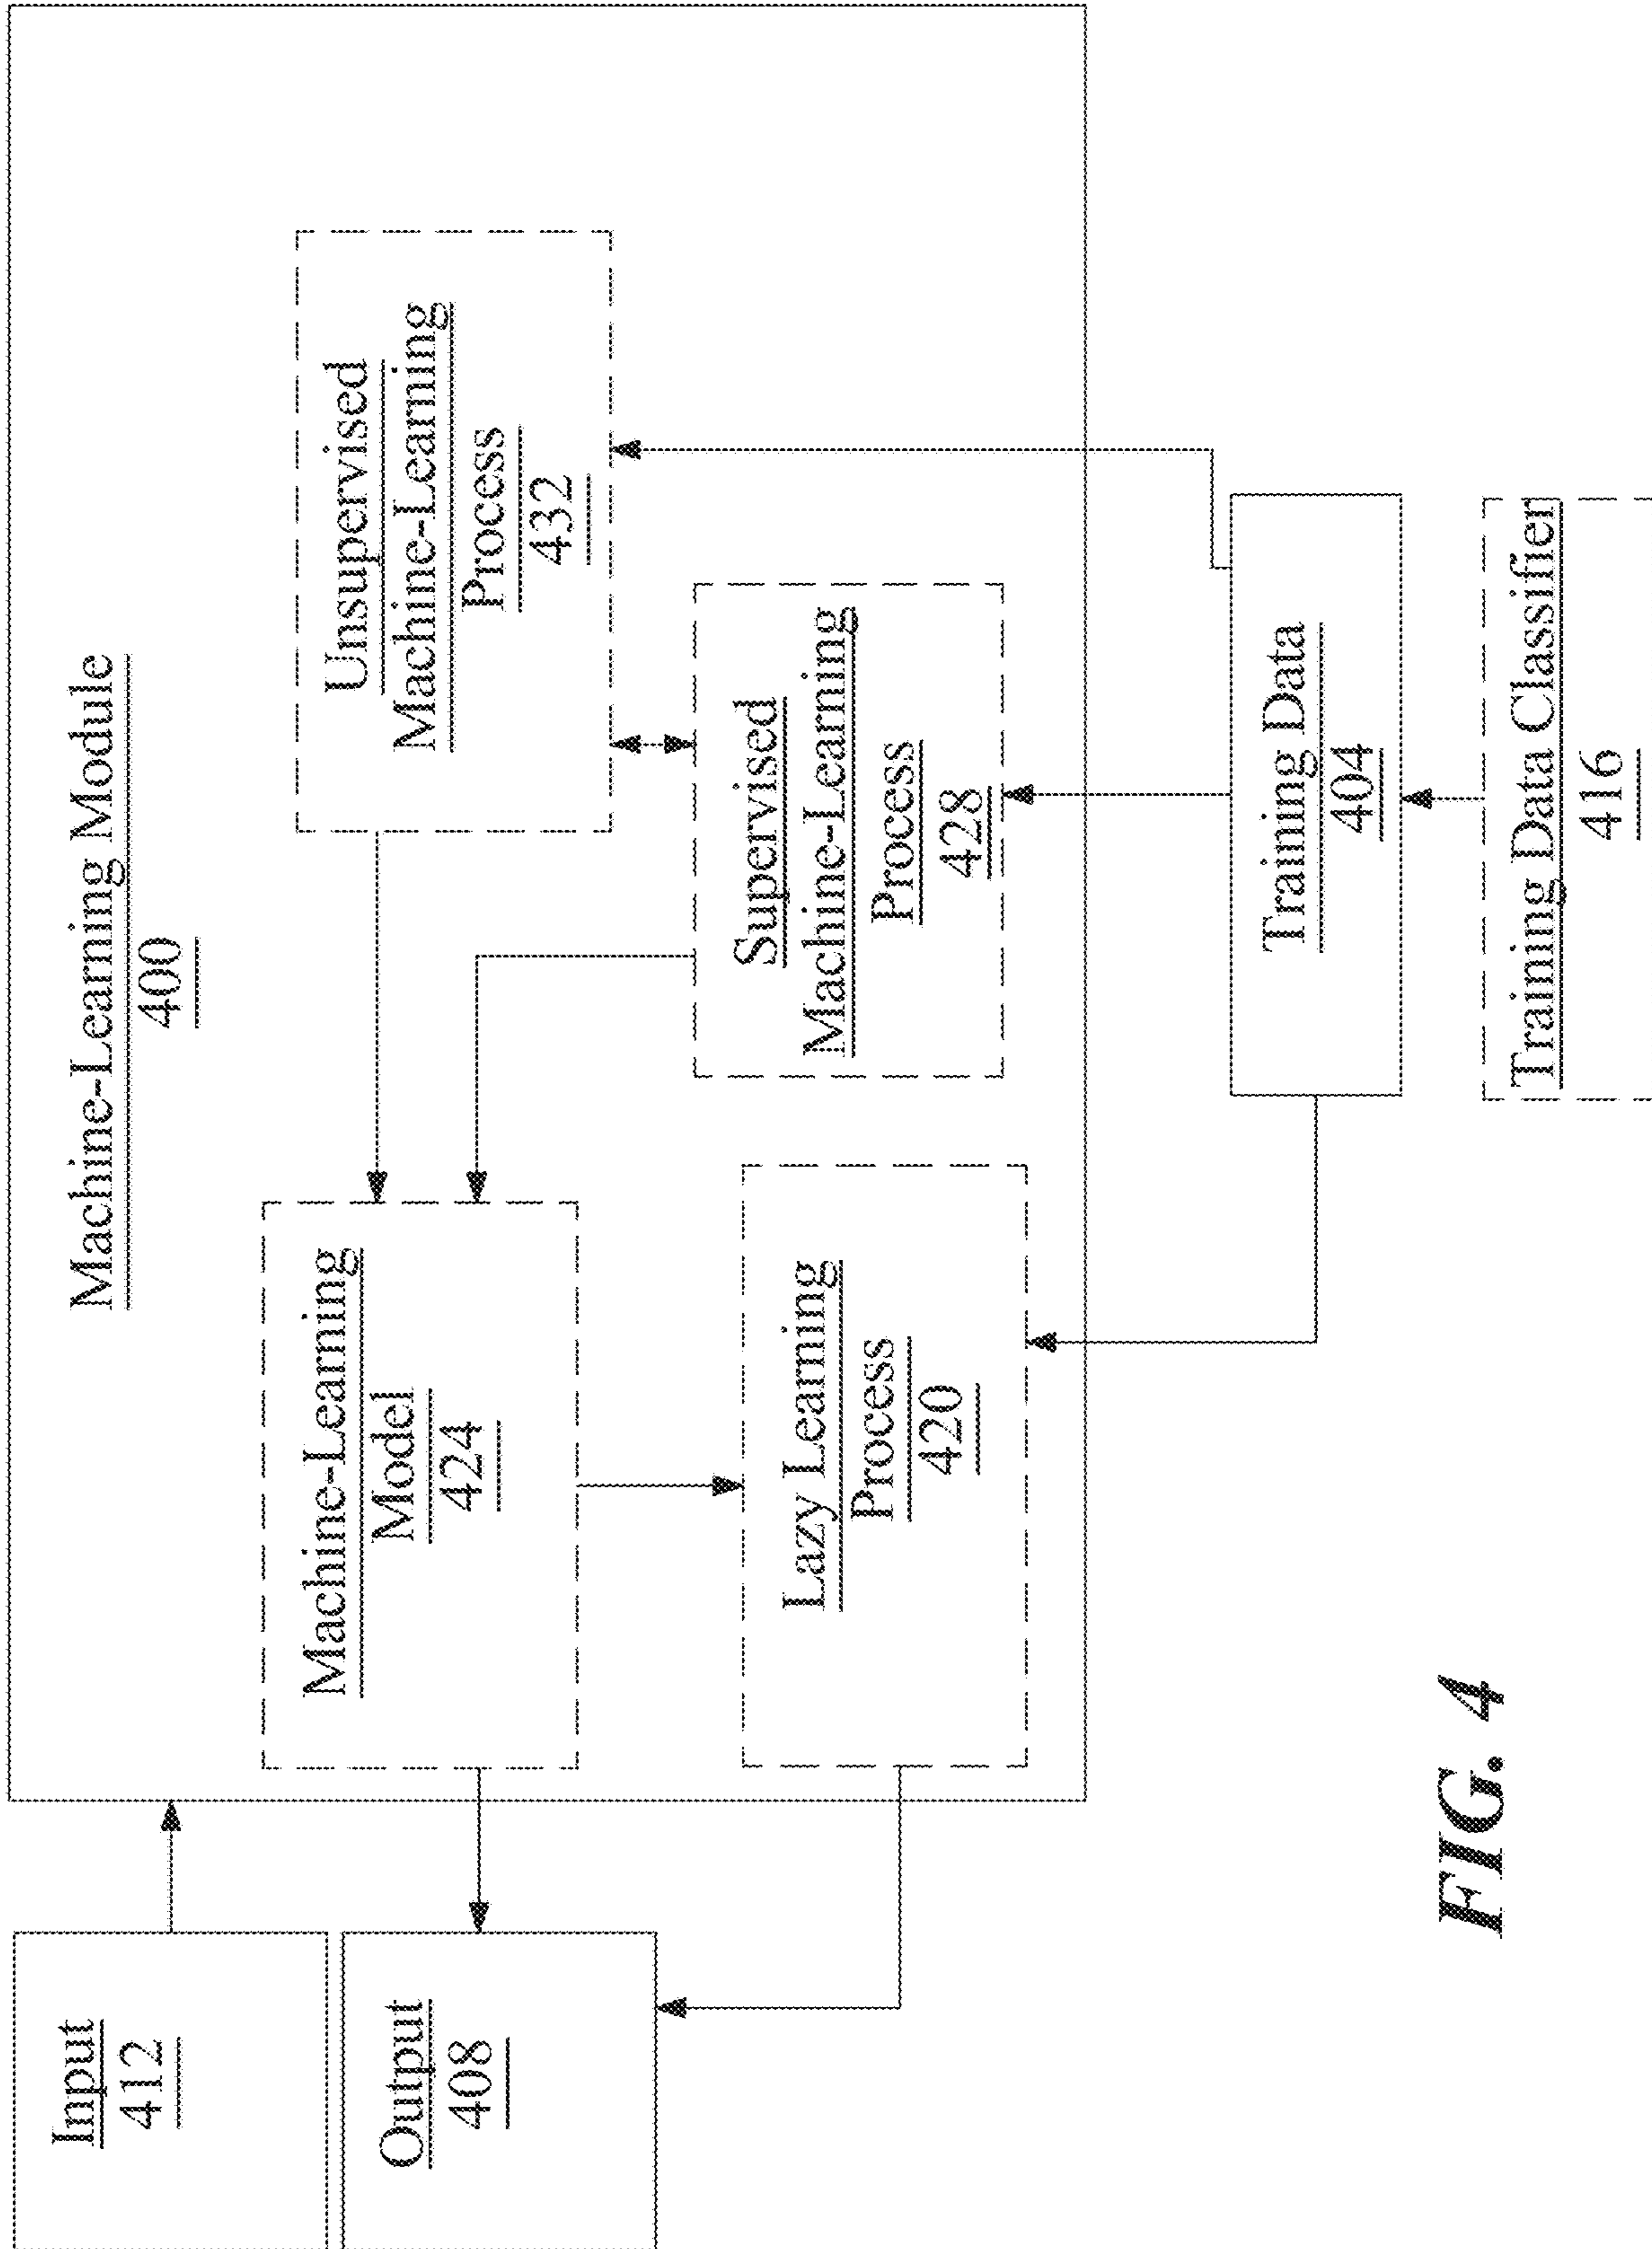 Machine-Learning Module
400
Input
412
Output
408
Machine-Learning
Model
424
Unsupervised
Machine-Learning
Process
432
Supervised
Machine-Learning
Process
428
Lazy Learning
Process
420
Training Data
404
Training Data Classifier
416
FIG. 4